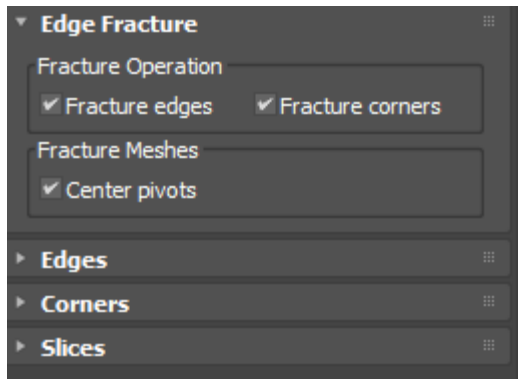 Edge Fracture
Fracture Operation
Fracture edges Fracture corners
Fracture Meshes
Center pivots
Edges
Corners
Slices